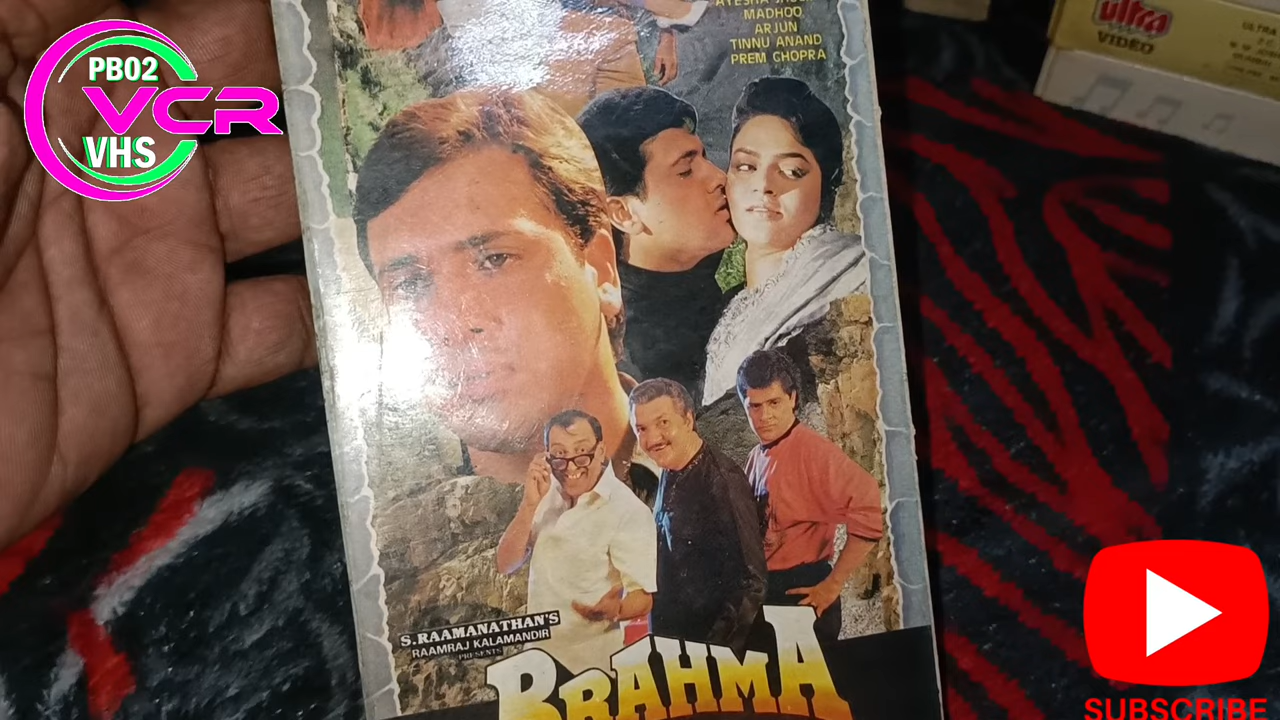 PB02
VCR
VHS
AYESHA JHULKA
MADHOO
ARJUN
TINNU ANAND
PREM CHOPRA
ultra
VIDEO
ULTRA
S.RAAMANATHAN'S
RAAMRAJ KALAMANDIR
PRESENTS
BRAHMA
SUBSCRIBE